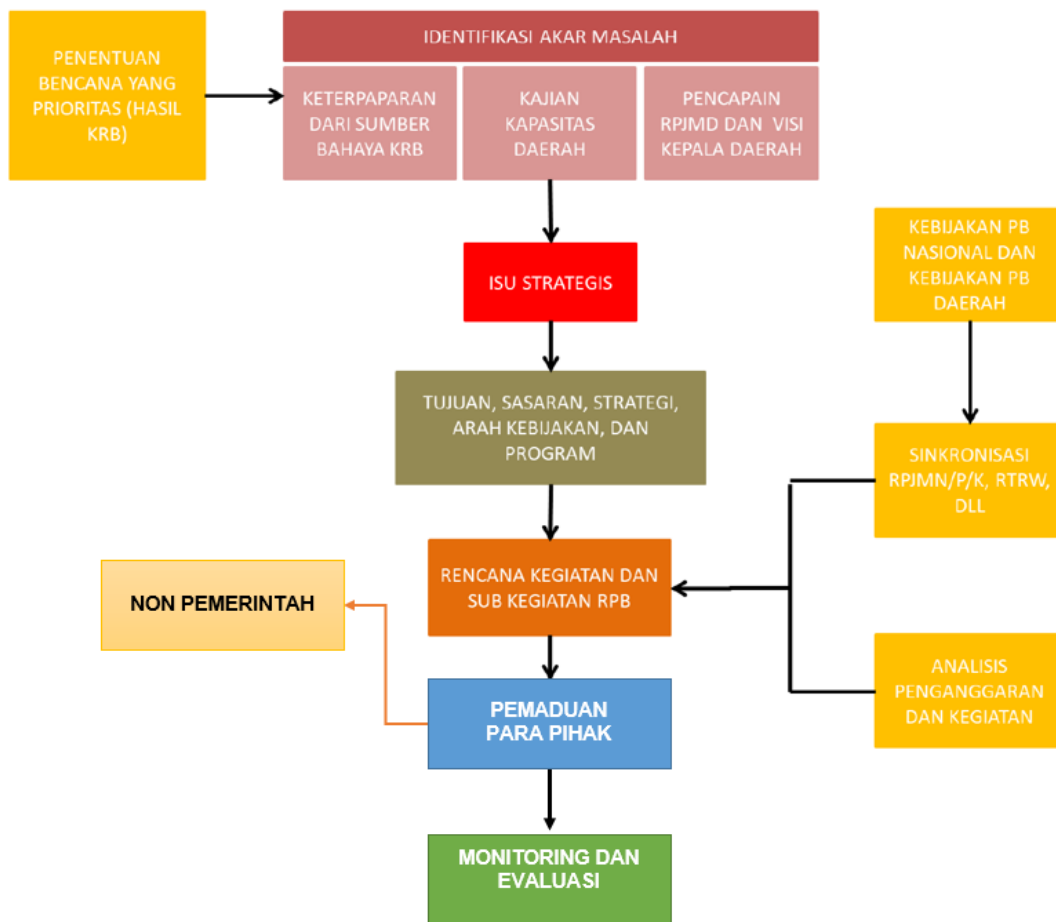 PENENTUAN
BENCANA YANG
PRIORITAS (HASIL
KRB)
IDENTIFIKASI AKAR MASALAH
KETERPAPARAN
DARI SUMBER
BAHAYA KRB
KAJIAN
KAPASITAS
DAERAH
PENCAPAIN
RPJMD DAN VISI
KEPALA DAERAH
ISU STRATEGIS
KEBIJAKAN PB
NASIONAL DAN
KEBIJAKAN PB
DAERAH
TUJUAN, SASARAN, STRATEGI,
ARAH KEBIJAKAN, DAN
PROGRAM
SINKRONISASI
RPJMN/P/K, RTRW,
DLL
RENCANA KEGIATAN DAN
SUB KEGIATAN RPB
NON PEMERINTAH
ANALISIS
PENGANGGARAN
DAN KEGIATAN
PEMADUAN
PARA PIHAK
MONITORING DAN
EVALUASI